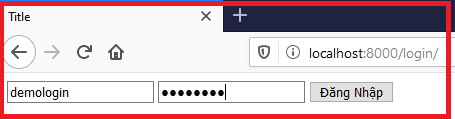 Title
localhost:8000/login/
demologin
●●●●●●●●
Đăng Nhập